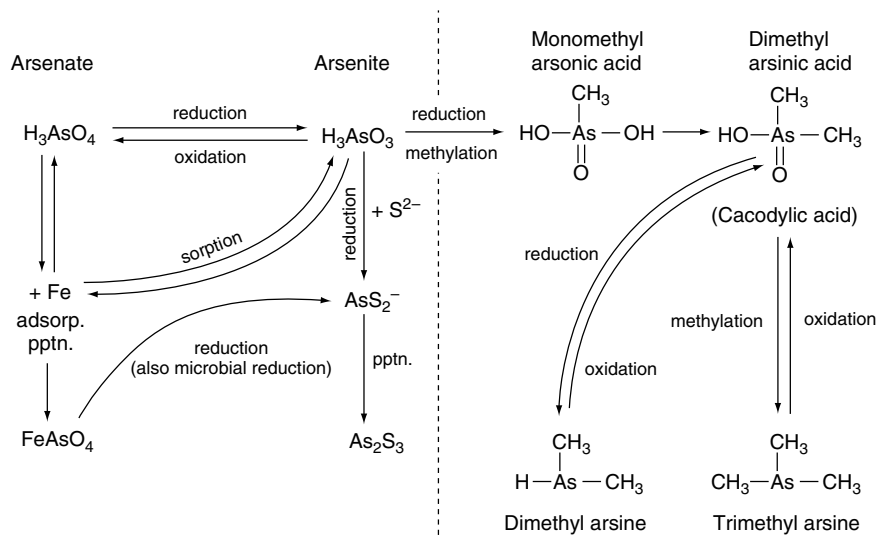 Arsenate
Arsenite
Monomethyl
arsonic acid
Dimethyl
arsinic acid
H₃AsO₄
reduction
oxidation
H₃AsO₃
reduction
methylation
CH₃
HO—As—OH
O
CH₃
HO—As—CH₃
O
(Cacodylic acid)
sorption
reduction
+ S²⁻
+ Fe
adsorp.
pptn.
AsS₂⁻
reduction
(also microbial reduction)
pptn.
FeAsO₄
As₂S₃
reduction
oxidation
methylation
oxidation
CH₃
H—As—CH₃
Dimethyl arsine
CH₃
CH₃—As—CH₃
Trimethyl arsine